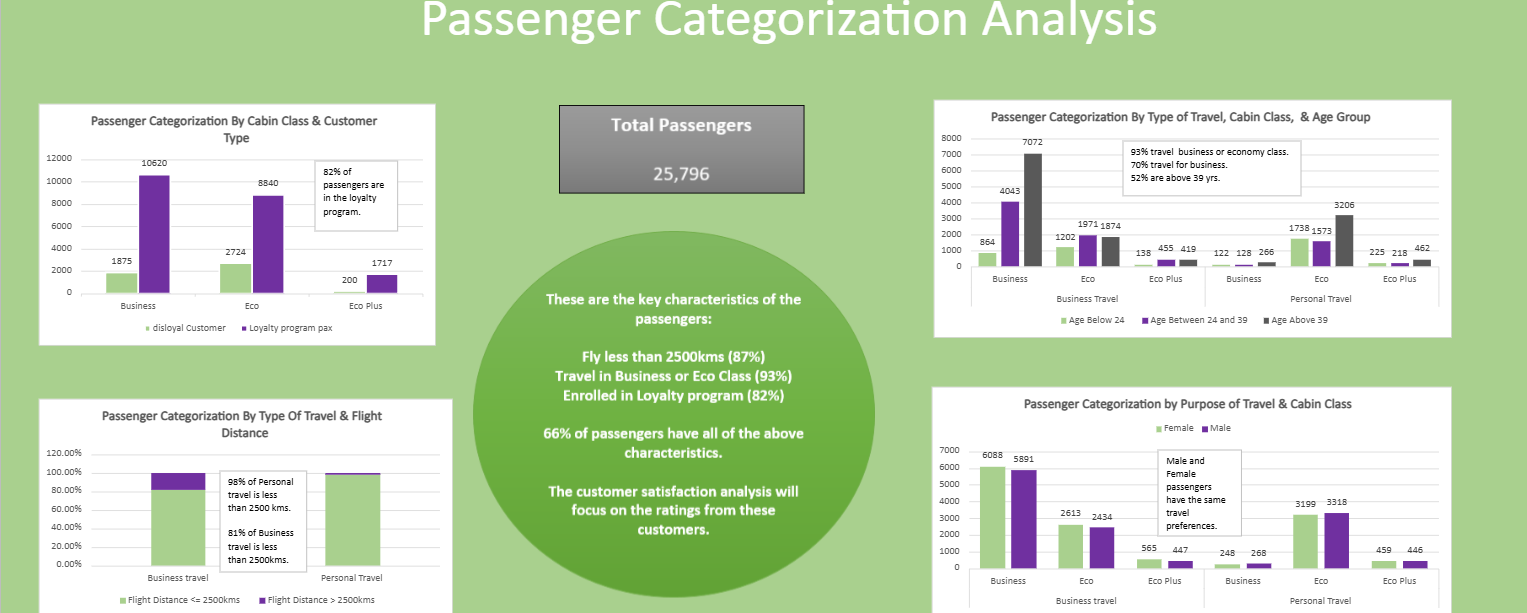 Passenger Categorization Analysis
Passenger Categorization By Cabin Class & Customer
Type
12000
10000
8000
6000
4000
2000
0
1875
10620
2724
8840
200
1717
82% of
passengers are
in the loyalty
program.
Business
Eco
Eco Plus
disloyal Customer
Loyalty program pax
Total Passengers
25,796
Passenger Categorization By Type of Travel, Cabin Class,  & Age Group
8000
7000
6000
5000
4000
3000
2000
1000
0
864
4043
7072
1202
1971
1874
138
455
419
122
128
266
1738
1573
3206
225
218
462
93% travel  business or economy class.
70% travel for business.
52% are above 39 yrs.
Business
Eco
Eco Plus
Business
Eco
Eco Plus
Business Travel
Personal Travel
Age Below 24
Age Between 24 and 39
Age Above 39
These are the key characteristics of the
passengers:
Fly less than 2500kms (87%)
Travel in Business or Eco Class (93%)
Enrolled in Loyalty program (82%)
66% of passengers have all of the above
characteristics.
The customer satisfaction analysis will
focus on the ratings from these
customers.
Passenger Categorization By Type Of Travel & Flight
Distance
120.00%
100.00%
80.00%
60.00%
40.00%
20.00%
0.00%
98% of Personal
travel is less
than 2500 kms.
81% of Business
travel is less
than 2500kms.
Business travel
Personal Travel
Flight Distance <= 2500kms
Flight Distance > 2500kms
Passenger Categorization by Purpose of Travel & Cabin Class
Female
Male
7000
6000
5000
4000
3000
2000
1000
0
6088
5891
2613
2434
565
447
248
268
3199
3318
459
446
Male and
Female
passengers
have the same
travel
preferences.
Business
Eco
Eco Plus
Business
Eco
Eco Plus
Business travel
Personal Travel